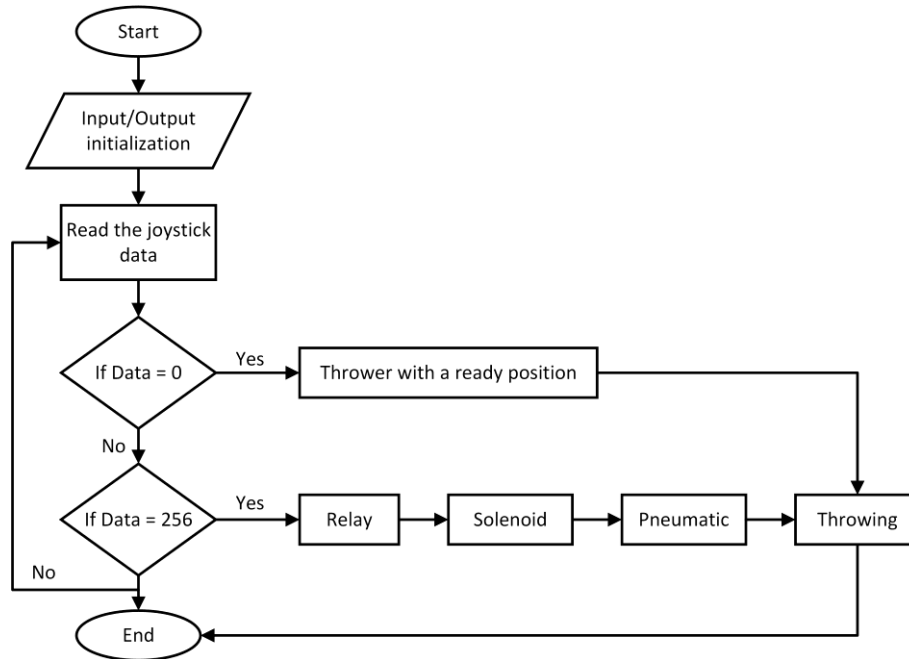 Start
Input/Output
initialization
Read the joystick
data
If Data = 0
Yes
Thrower with a ready position
No
If Data = 256
Yes
Relay
Solenoid
Pneumatic
Throwing
No
End